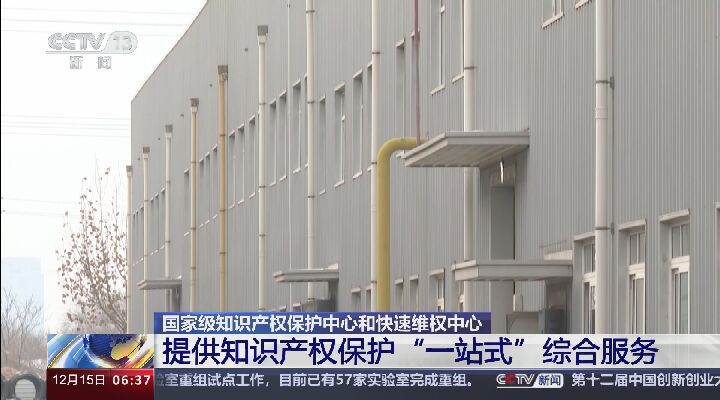 CCTV 13
新闻
国家级知识产权保护中心和快速维权中心
提供知识产权保护“一站式”综合服务
12月15日 06:37 室重组试点工作，目前已有57家实验室完成重组。 CCTV 新闻 第十二届中国创新创业大